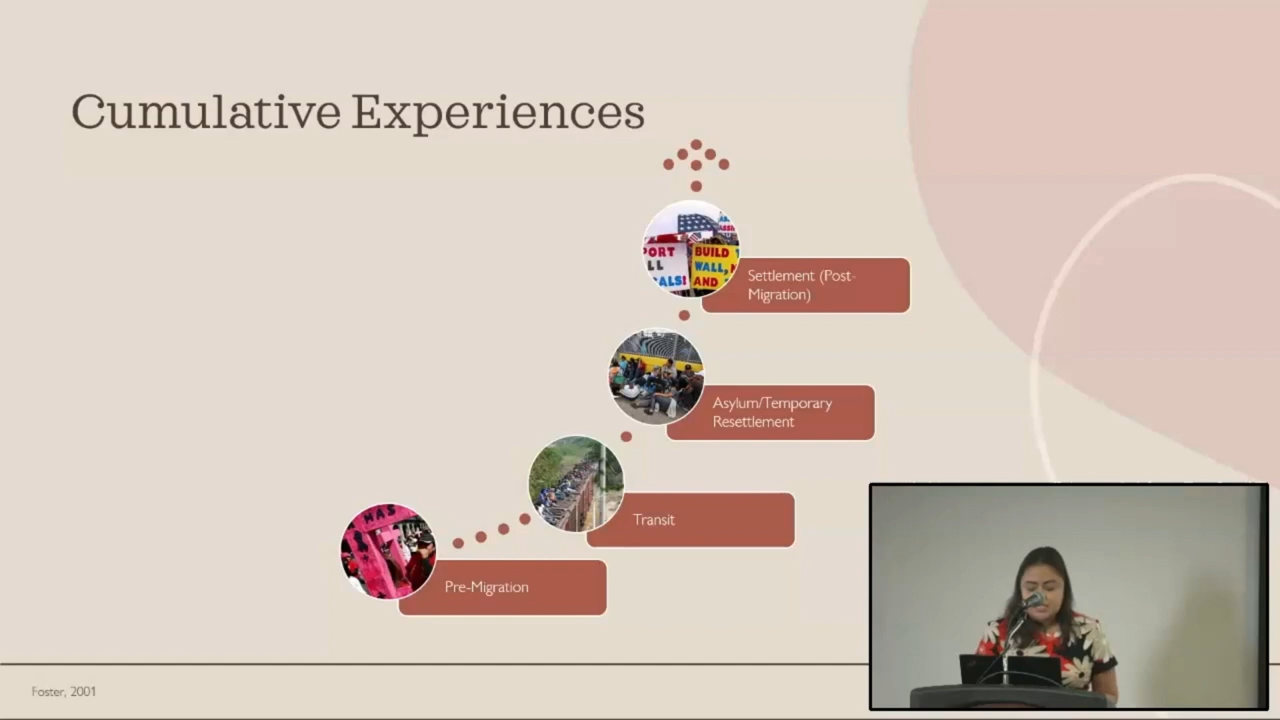 Cumulative Experiences
PORT
BUILD
LL
WALL,
ALS!
AND
Settlement (Post-
Migration)
Asylum/Temporary
Resettlement
Transit
HAS
Pre-Migration
Foster, 2001